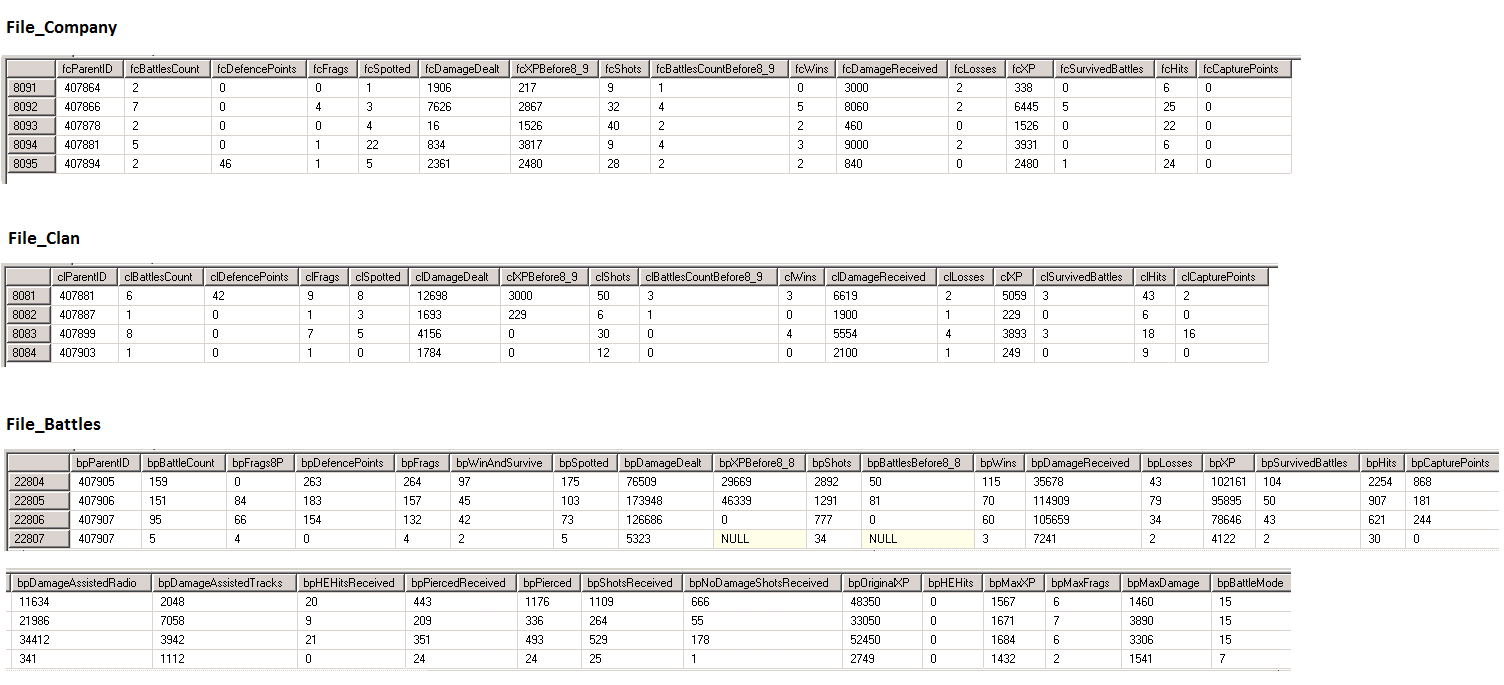 File_Company
fcParentID fcBattlesCount fcDefencePoints fcFrags fcSpotted fcDamageDealt fcXPBefore8_9 fcShots fcBattlesCountBefore8_9 fcWins fcDamageReceived fcLosses fcXP fcSurvivedBattles fcHits fcCapturePoints
8091 407864 2 0 0 1 1906 217 9 1 0 3000 2 338 0 6 0
8092 407866 7 0 4 3 7626 2867 32 4 5 8060 2 6445 5 25 0
8093 407878 2 0 0 4 16 1526 40 2 2 460 0 1526 0 22 0
8094 407881 5 0 1 22 834 3817 9 4 3 9000 2 3931 0 6 0
8095 407894 2 46 1 5 2361 2480 28 2 2 840 0 2480 1 24 0
File_Clan
clParentID clBattlesCount clDefencePoints clFrags clSpotted clDamageDealt clXPBefore8_9 clShots clBattlesCountBefore8_9 clWins clDamageReceived clLosses clXP clSurvivedBattles clHits clCapturePoints
8081 407881 6 42 9 8 12698 3000 50 3 3 6619 2 5059 3 43 2
8082 407887 1 0 1 3 1693 229 6 1 0 1900 1 229 0 6 0
8083 407899 8 0 7 5 4156 0 30 0 4 5554 4 3893 3 18 16
8084 407903 1 0 1 0 1784 0 12 0 0 2100 1 249 0 9 0
File_Battles
bpParentID bpBattleCount bpFrags8P bpDefencePoints bpFrags bpWinAndSurvive bpSpotted bpDamageDealt bpXPBefore8_8 bpShots bpBattlesBefore8_8 bpWins bpDamageReceived bpLosses bpXP bpSurvivedBattles bpHits bpCapturePoints
22804 407905 159 0 263 264 97 175 76509 29669 2892 50 115 35678 43 102161 104 2254 868
22805 407906 151 84 183 157 45 103 173948 46339 1291 81 70 114909 79 95895 50 907 181
22806 407907 95 66 154 132 42 73 126686 0 777 0 60 105659 34 78646 43 621 244
22807 407907 5 4 0 4 2 5 5323 NULL 34 NULL 3 7241 2 4122 2 30 0
bpDamageAssistedRadio bpDamageAssistedTracks bpHEHitsReceived bpPiercedReceived bpPierced bpShotsReceived bpNoDamageShotsReceived bpOriginalXP bpHEHits bpMaxXP bpMaxFrags bpMaxDamage bpBattleMode
11634 2048 20 443 1176 1109 666 48350 0 1567 6 1460 15
21986 7058 9 209 336 264 55 33050 0 1671 7 3890 15
34412 3942 21 351 493 529 178 52450 0 1684 6 3306 15
341 1112 0 24 24 25 1 2749 0 1432 2 1541 7